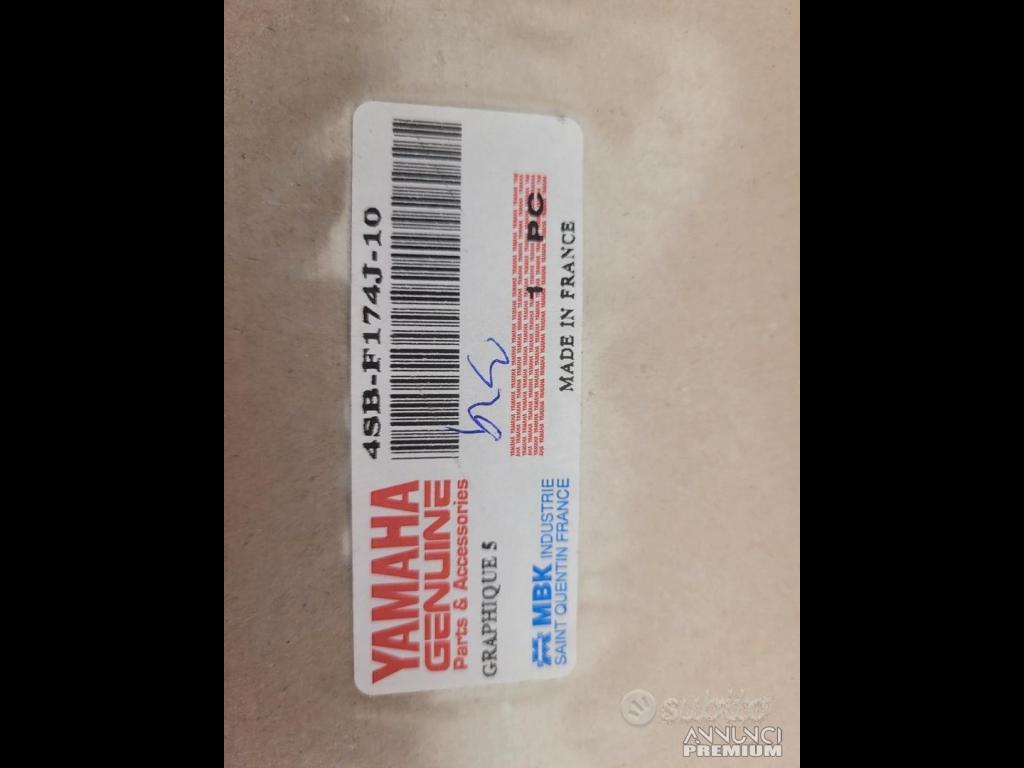 YAMAHA
GENUINE
Parts & Accessories
4SB-F174J-10
GRAPHIQUE 5
1 PC
MBK INDUSTRIE
SAINT QUENTIN FRANCE
MADE IN FRANCE
subito
ANNUNCI
PREMIUM